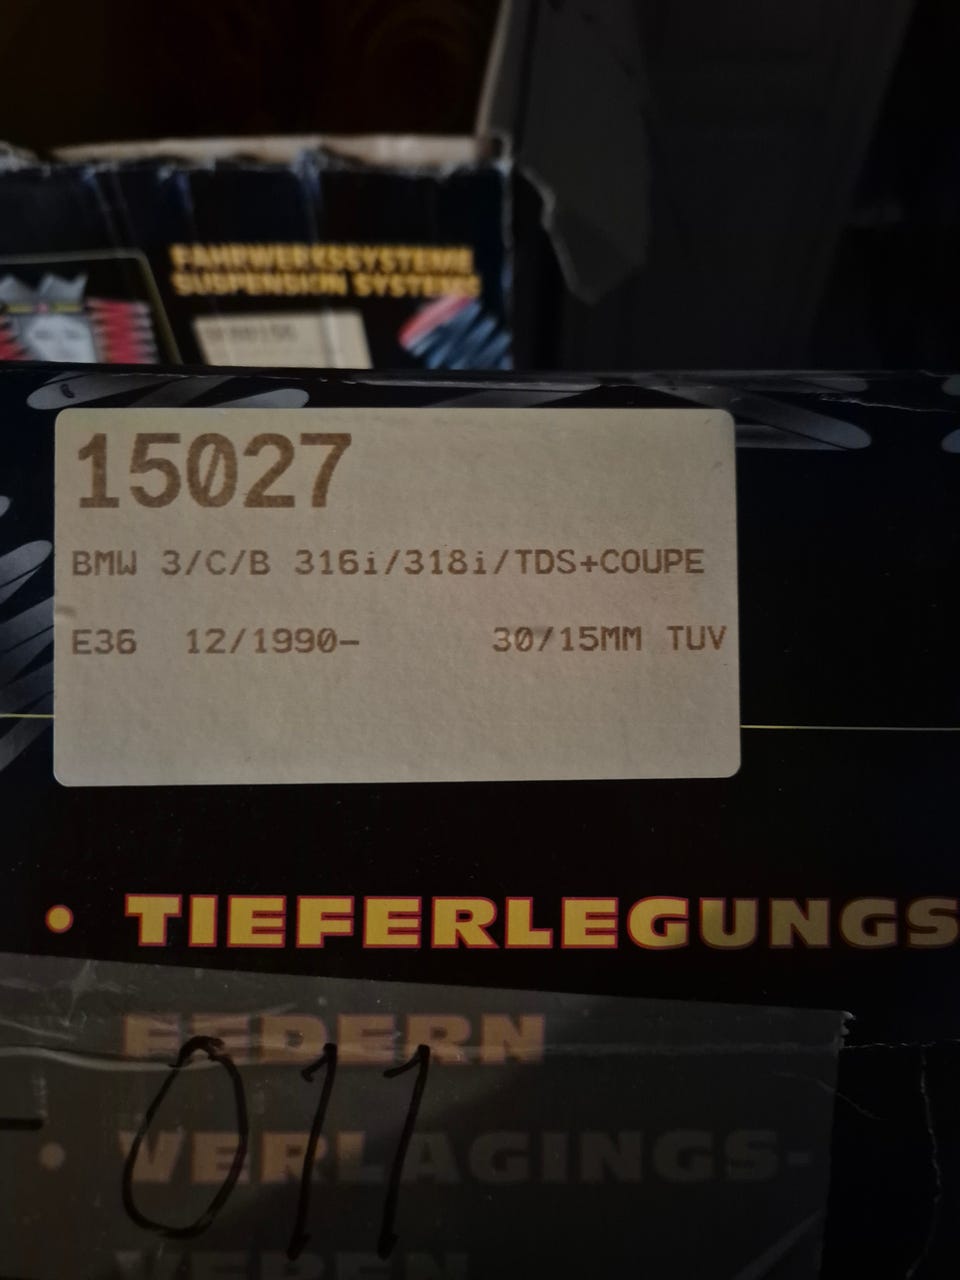 FAHRWERKSSYSTEME
SUSPENSION SYSTEMS
15027
BMW 3/C/B 316i/318i/TDS+COUPE
E36 12/1990- 30/15MM TUV
• TIEFERLEGUNGS
FEDERN
• VERLAGINGS-
VEREN
011